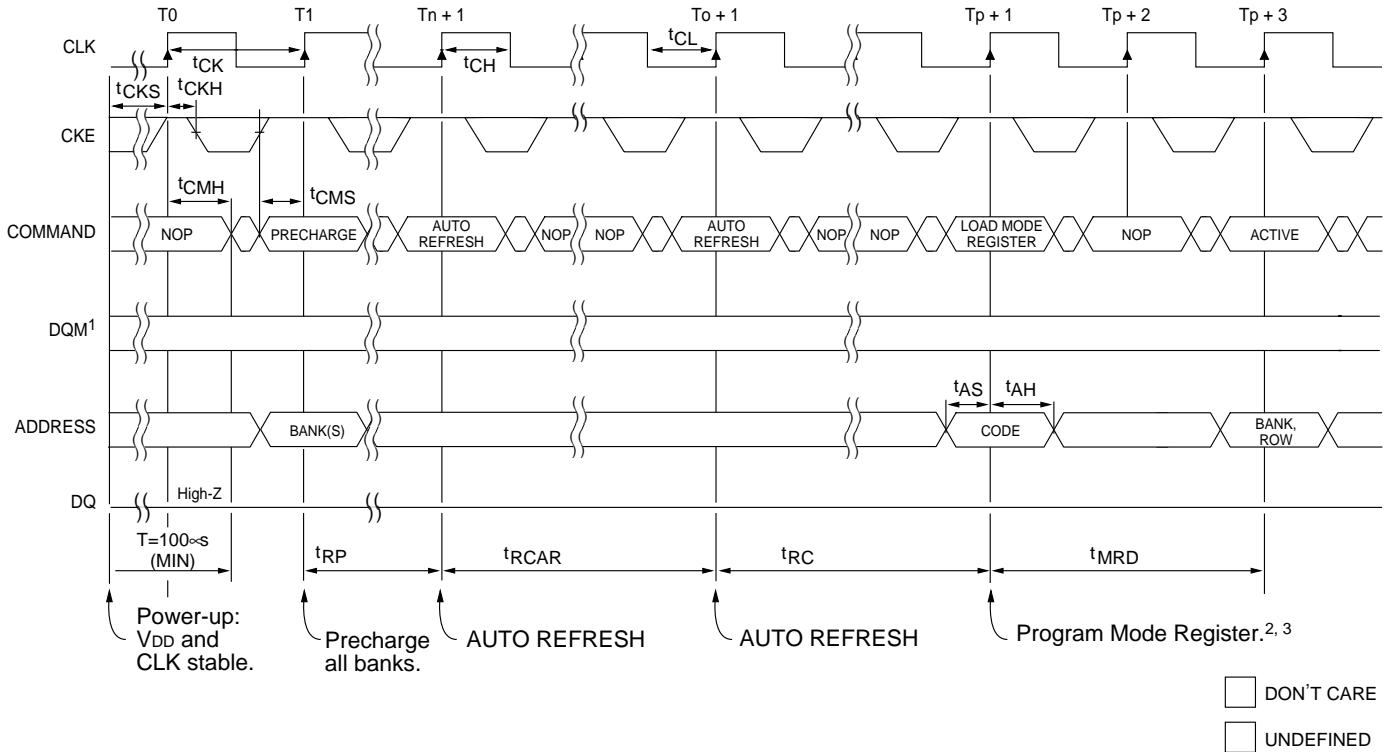 T0 T1 Tn + 1 To + 1 Tp + 1 Tp + 2 Tp + 3
CLK
tCK tCH tCL
tCKS tCKH
CKE
tCMH tCMS
COMMAND NOP PRECHARGE AUTO REFRESH NOP NOP AUTO REFRESH NOP NOP LOAD MODE REGISTER NOP ACTIVE
DQM1
tAS tAH
ADDRESS BANK(S) CODE BANK, ROW
DQ High-Z
T=100∝s
(MIN)
tRP tRCAR tRC tMRD
Power-up:
VDD and
CLK stable.
Precharge
all banks.
AUTO REFRESH
AUTO REFRESH
Program Mode Register.2, 3
DON'T CARE
UNDEFINED